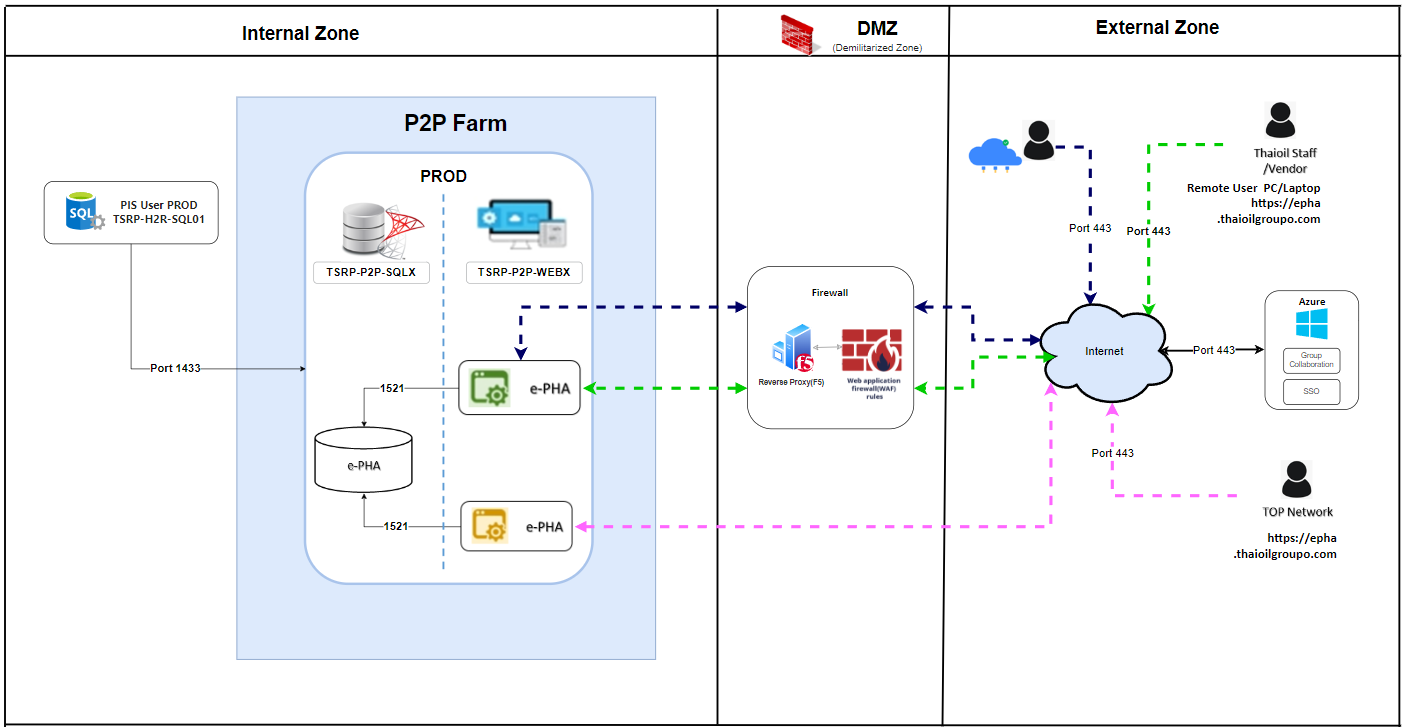 Internal Zone
DMZ
(Demilitarized Zone)
External Zone
P2P Farm
PROD
SQL
PIS User PROD
TSRP-H2R-SQL01
TSRP-P2P-SQLX
TSRP-P2P-WEBX
Port 1433
1521
e-PHA
e-PHA
1521
e-PHA
Firewall
f5
Reverse Proxy(F5)
Web application
firewall(WAF)
rules
Port 443
Port 443
Thaioil Staff
/Vendor
Remote User PC/Laptop
https://epha
.thaioilgroupo.com
Internet
Port 443
Azure
Group
Collaboration
SSO
Port 443
TOP Network
https://epha
.thaioilgroupo.com